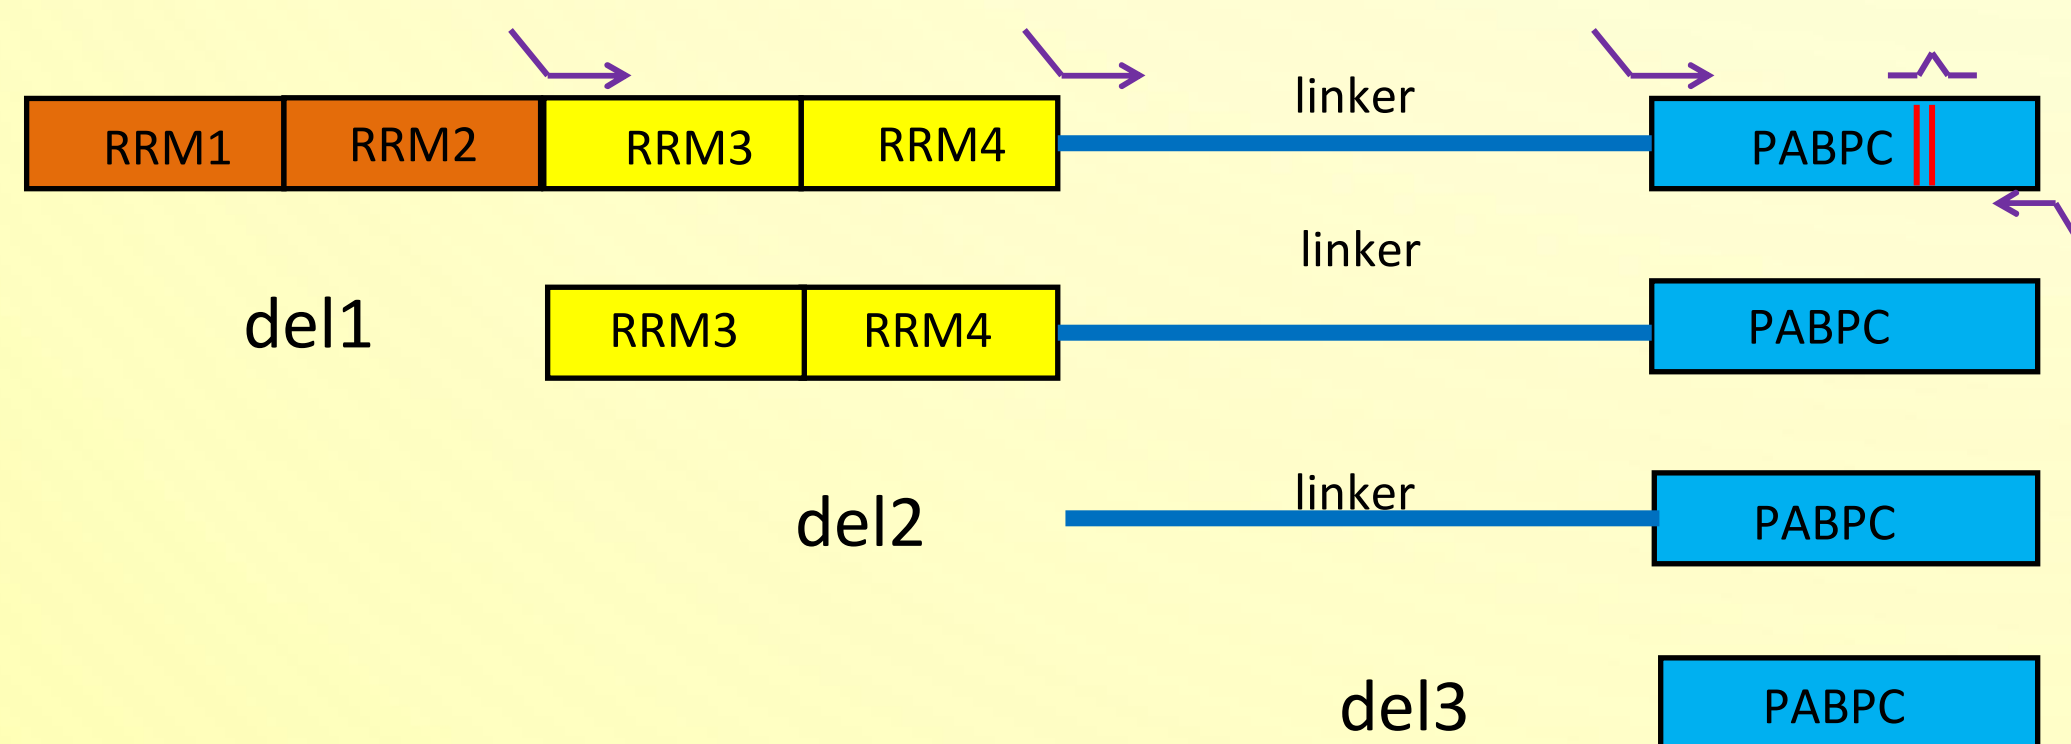 linker
RRM1 RRM2 RRM3 RRM4 PABPC
linker
del1 RRM3 RRM4 PABPC
linker
del2 PABPC
del3 PABPC